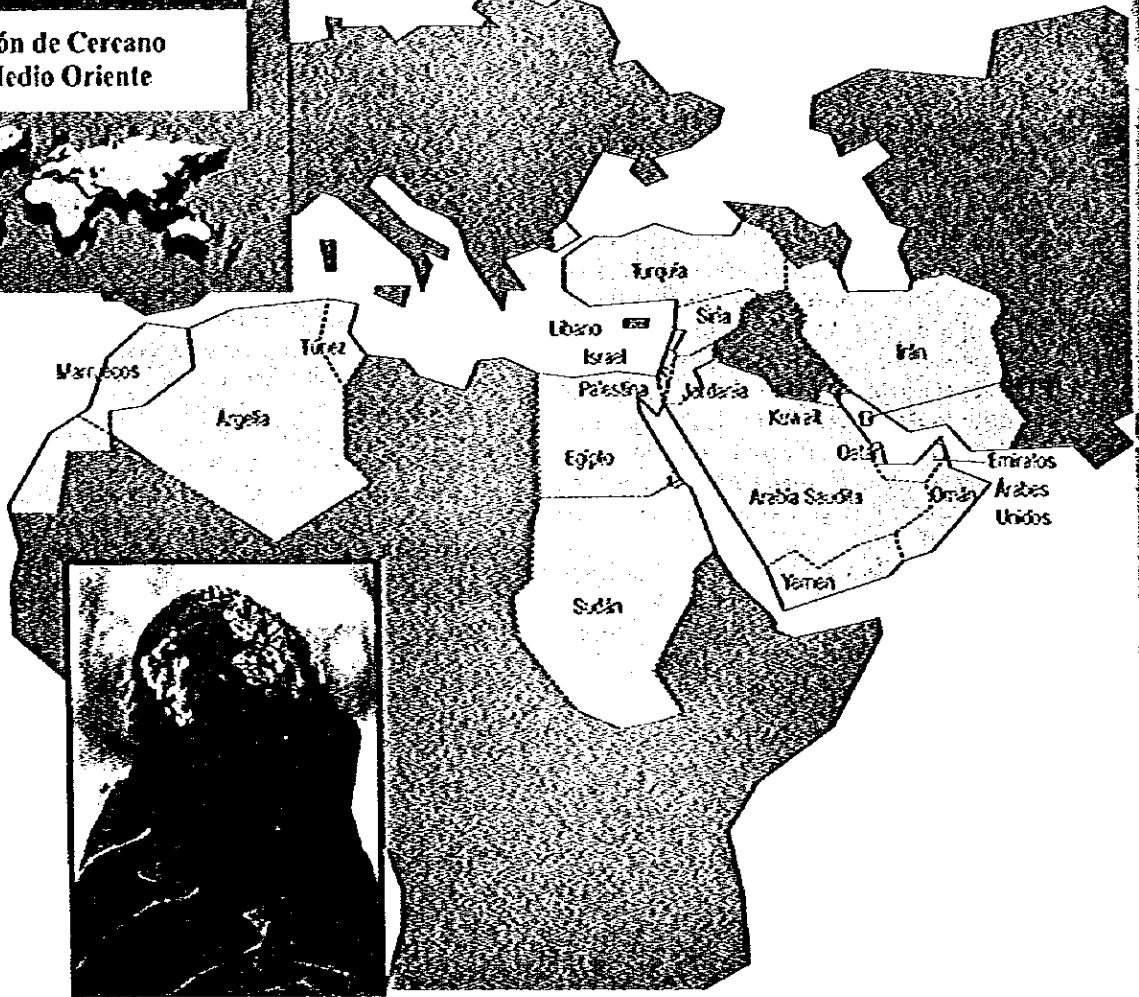 ón de Cercano
Medio Oriente
Turquía
Líbano
Siria
Túnez
Israel
Irán
Marruecos
Palestina
Jordania
Argelia
Kuwait
Egipto
Qatar
Emiratos
Árabes
Unidos
Arabia Saudita
Omán
Yemen
Sudán